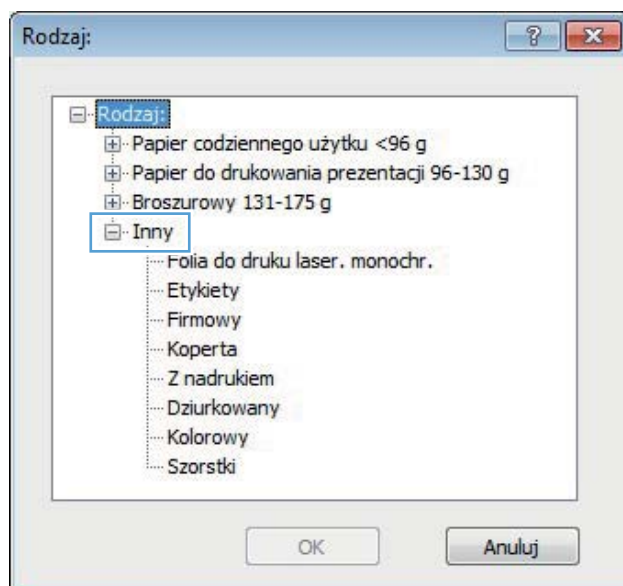 Rodzaj:
Rodzaj:
Papier codziennego użytku <96 g
Papier do drukowania prezentacji 96-130 g
Broszurowy 131-175 g
Inny
Folia do druku laser. monochr.
Etykiety
Firmowy
Koperta
Z nadrukiem
Dziurkowany
Kolorowy
Szorstki
OK Anuluj